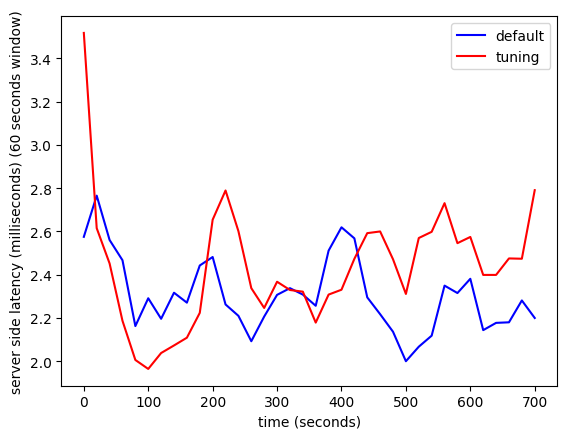 default
tuning
server side latency (milliseconds) (60 seconds window)
3.4
3.2
3.0
2.8
2.6
2.4
2.2
2.0
0 100 200 300 400 500 600 700
time (seconds)